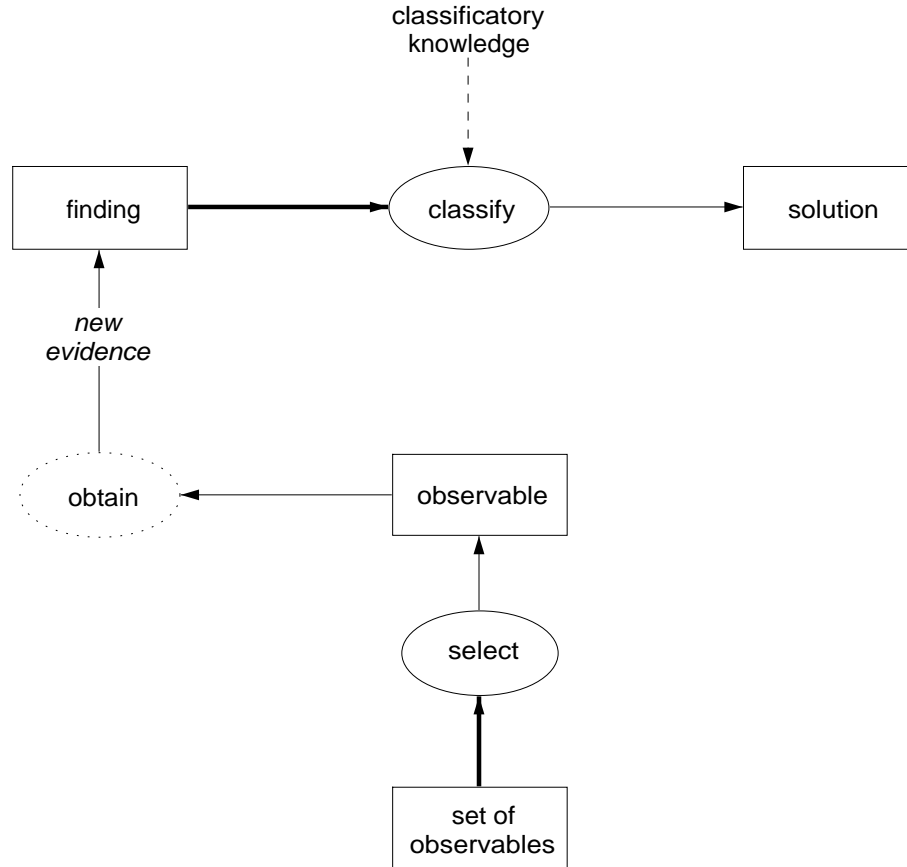 classificatory
knowledge
finding
classify
solution
new
evidence
obtain
observable
select
set of
observables